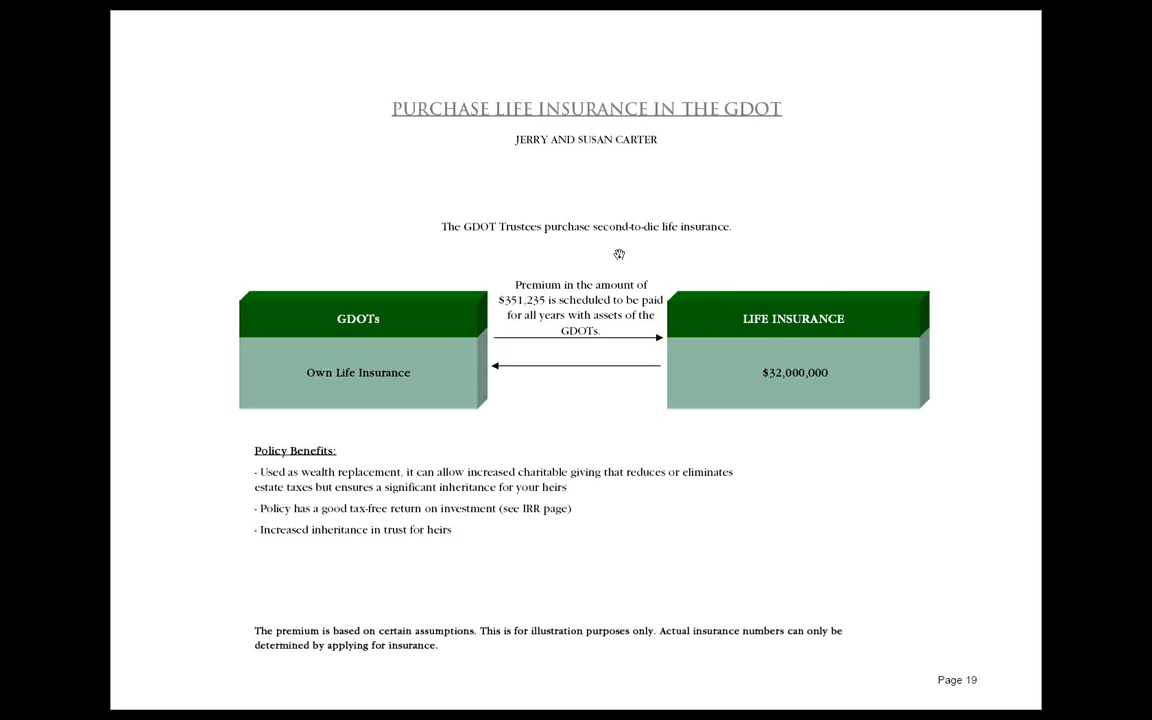 PURCHASE LIFE INSURANCE IN THE GDOT
JERRY AND SUSAN CARTER
The GDOT Trustees purchase second-to-die life insurance.
Premium in the amount of
$351,235 is scheduled to be paid
for all years with assets of the
GDOTs.
GDOTs
LIFE INSURANCE
Own Life Insurance
$32,000,000
Policy Benefits:
- Used as wealth replacement, it can allow increased charitable giving that reduces or eliminates
estate taxes but ensures a significant inheritance for your heirs
- Policy has a good tax-free return on investment (see IRR page)
- Increased inheritance in trust for heirs
The premium is based on certain assumptions. This is for illustration purposes only. Actual insurance numbers can only be
determined by applying for insurance.
Page 19